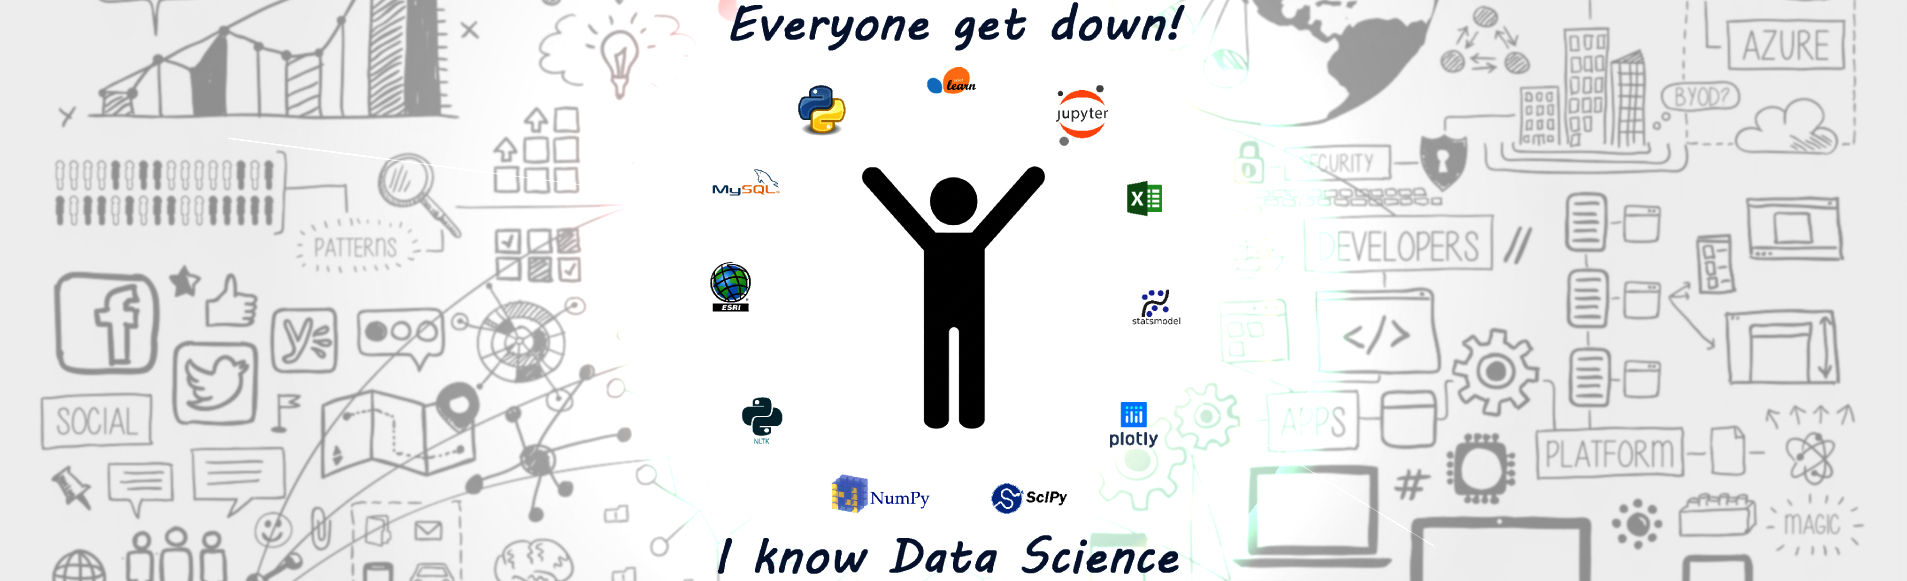 Everyone get down!
learn
jupyter
MySQL
X
ESRI
statsmodel
NLTK
plotly
NumPy
SciPy
I know Data Science
PATTERNS
SOCIAL
AZURE
BYOD?
SECURITY
DEVELOPERS
//
</>
APPS
#
PLATFORM
MAGIC